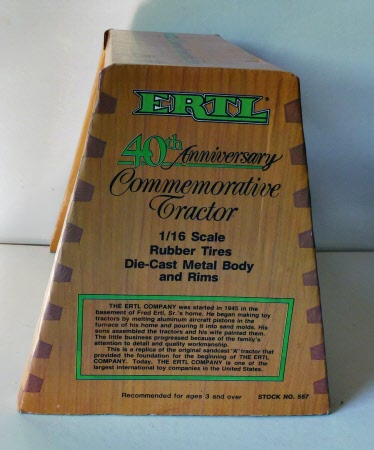 ERTL®
40th Anniversary
Commemorative
Tractor
1/16 Scale
Rubber Tires
Die-Cast Metal Body
and Rims
THE ERTL COMPANY was started in 1945 in the
basement of Fred Ertl, Sr.'s home. He began making toy
tractors by melting aluminum aircraft pistons in the
furnace of his home and pouring it into sand molds. His
sons assembled the tractors and his wife painted them.
The little business progressed because of the family's
attention to detail and quality workmanship.
This is a replica of the original sandcast "A" tractor that
provided the foundation for the beginning of THE ERTL
COMPANY. Today, THE ERTL COMPANY is one of the
largest international toy companies in the United States.
Recommended for ages 3 and over STOCK NO. 557